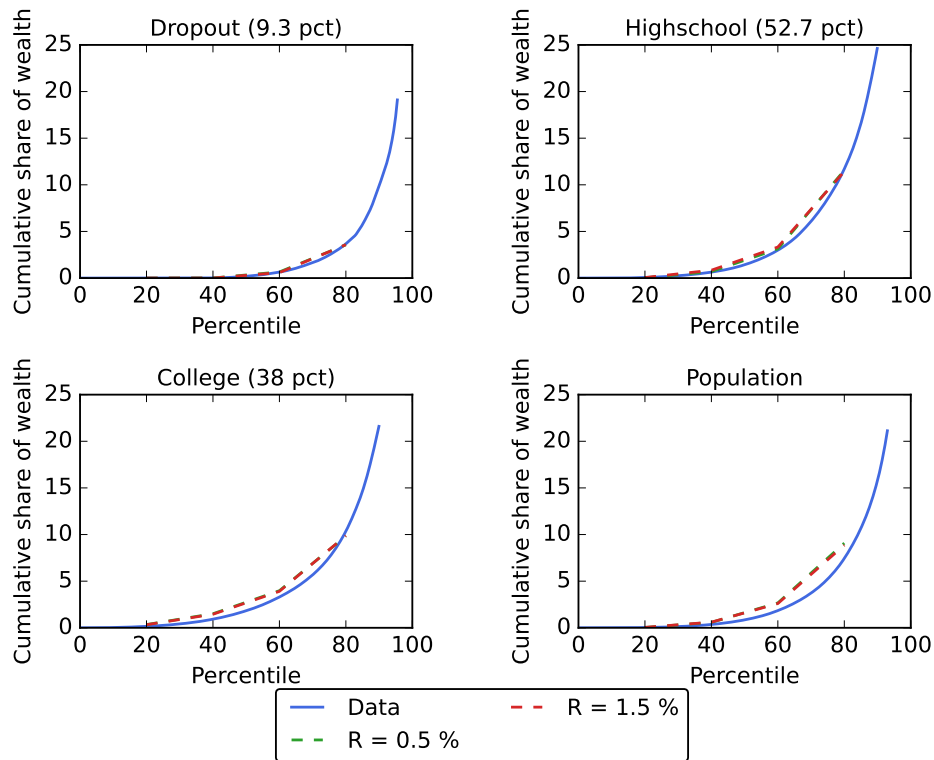 Dropout (9.3 pct)
Cumulative share of wealth
25
20
15
10
5
0
0 20 40 60 80 100
Percentile
Highschool (52.7 pct)
Cumulative share of wealth
25
20
15
10
5
0
0 20 40 60 80 100
Percentile
College (38 pct)
Cumulative share of wealth
25
20
15
10
5
0
0 20 40 60 80 100
Percentile
Population
Cumulative share of wealth
25
20
15
10
5
0
0 20 40 60 80 100
Percentile
Data
R = 0.5 %
R = 1.5 %